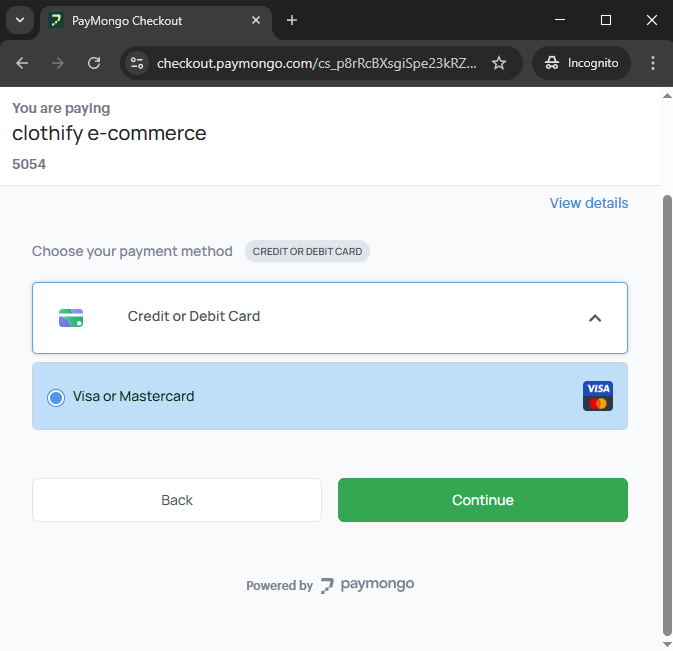 PayMongo Checkout
checkout.paymongo.com/cs_p8rRcBXsgiSpe23kRZ...
Incognito
You are paying
clothify e-commerce
5054
View details
Choose your payment method CREDIT OR DEBIT CARD
Credit or Debit Card
Visa or Mastercard
VISA
Back
Continue
Powered by paymongo